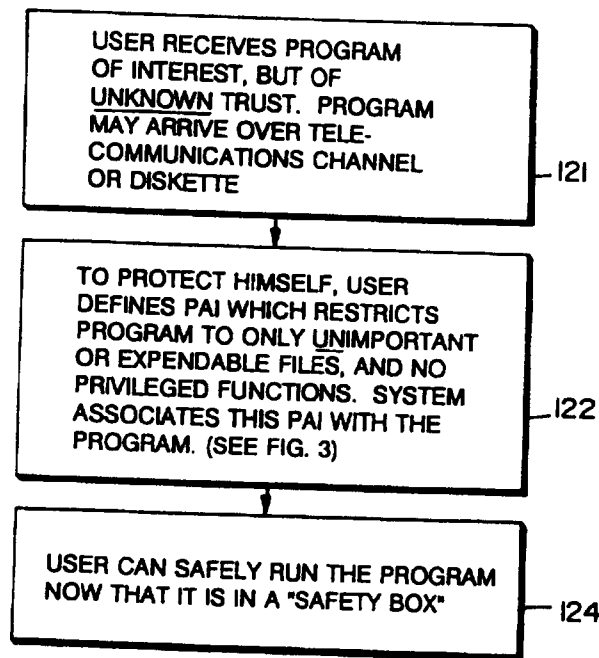 USER RECEIVES PROGRAM
OF INTEREST, BUT OF
UNKNOWN TRUST. PROGRAM
MAY ARRIVE OVER TELE-
COMMUNICATIONS CHANNEL
OR DISKETTE
121
TO PROTECT HIMSELF, USER
DEFINES PAI WHICH RESTRICTS
PROGRAM TO ONLY UNIMPORTANT
OR EXPENDABLE FILES, AND NO
PRIVILEGED FUNCTIONS. SYSTEM
ASSOCIATES THIS PAI WITH THE
PROGRAM. (SEE FIG. 3)
122
USER CAN SAFELY RUN THE PROGRAM
NOW THAT IT IS IN A "SAFETY BOX"
124